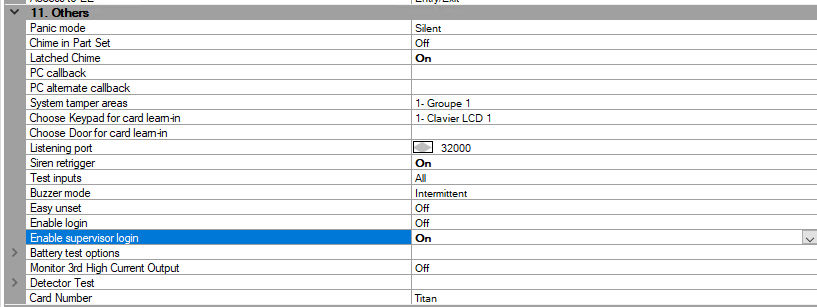 11. Others
Panic mode Silent
Chime in Part Set Off
Latched Chime On
PC callback
PC alternate callback
System tamper areas 1- Groupe 1
Choose Keypad for card learn-in 1- Clavier LCD 1
Choose Door for card learn-in
Listening port 32000
Siren retrigger On
Test inputs All
Buzzer mode Intermittent
Easy unset Off
Enable login Off
Enable supervisor login On
Battery test options
Monitor 3rd High Current Output Off
Detector Test
Card Number Titan